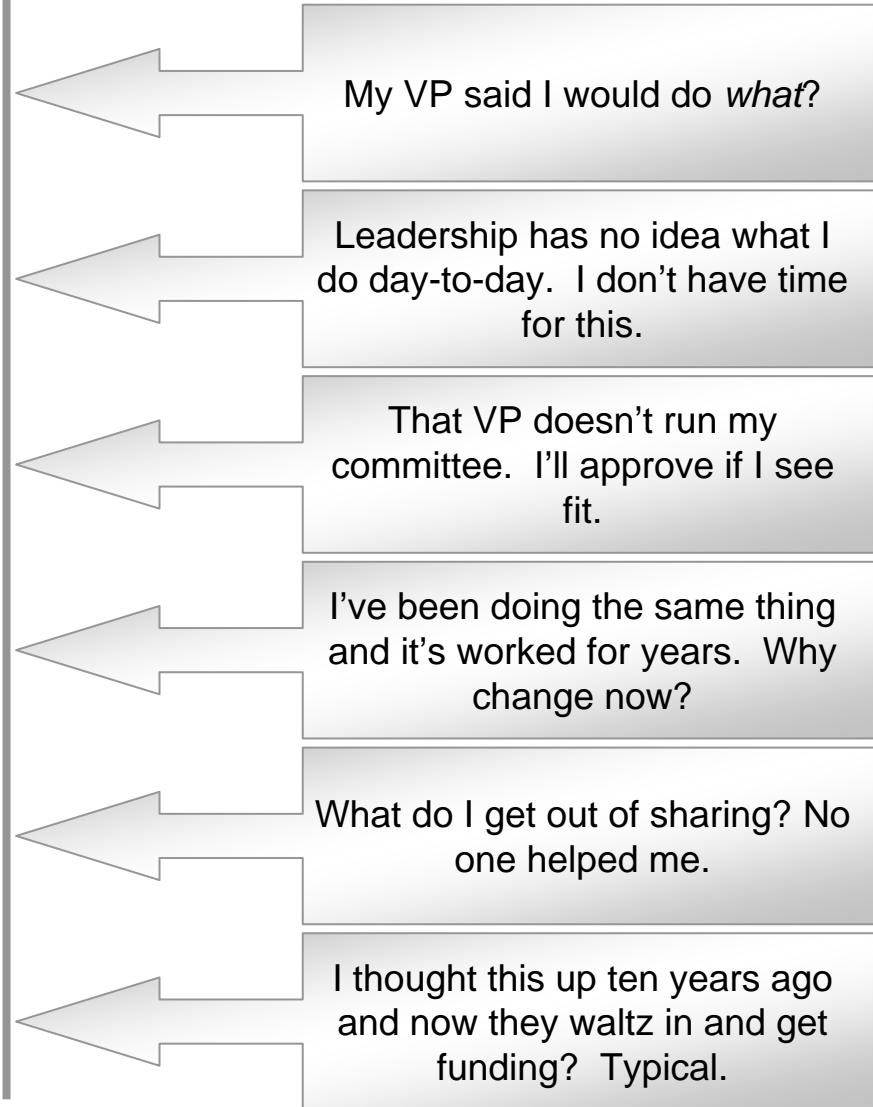 My VP said I would do what?
Leadership has no idea what I
do day-to-day.  I don’t have time
for this.
That VP doesn’t run my
committee.  I’ll approve if I see
fit.
I’ve been doing the same thing
and it’s worked for years.  Why
change now?
What do I get out of sharing? No
one helped me.
I thought this up ten years ago
and now they waltz in and get
funding?  Typical.